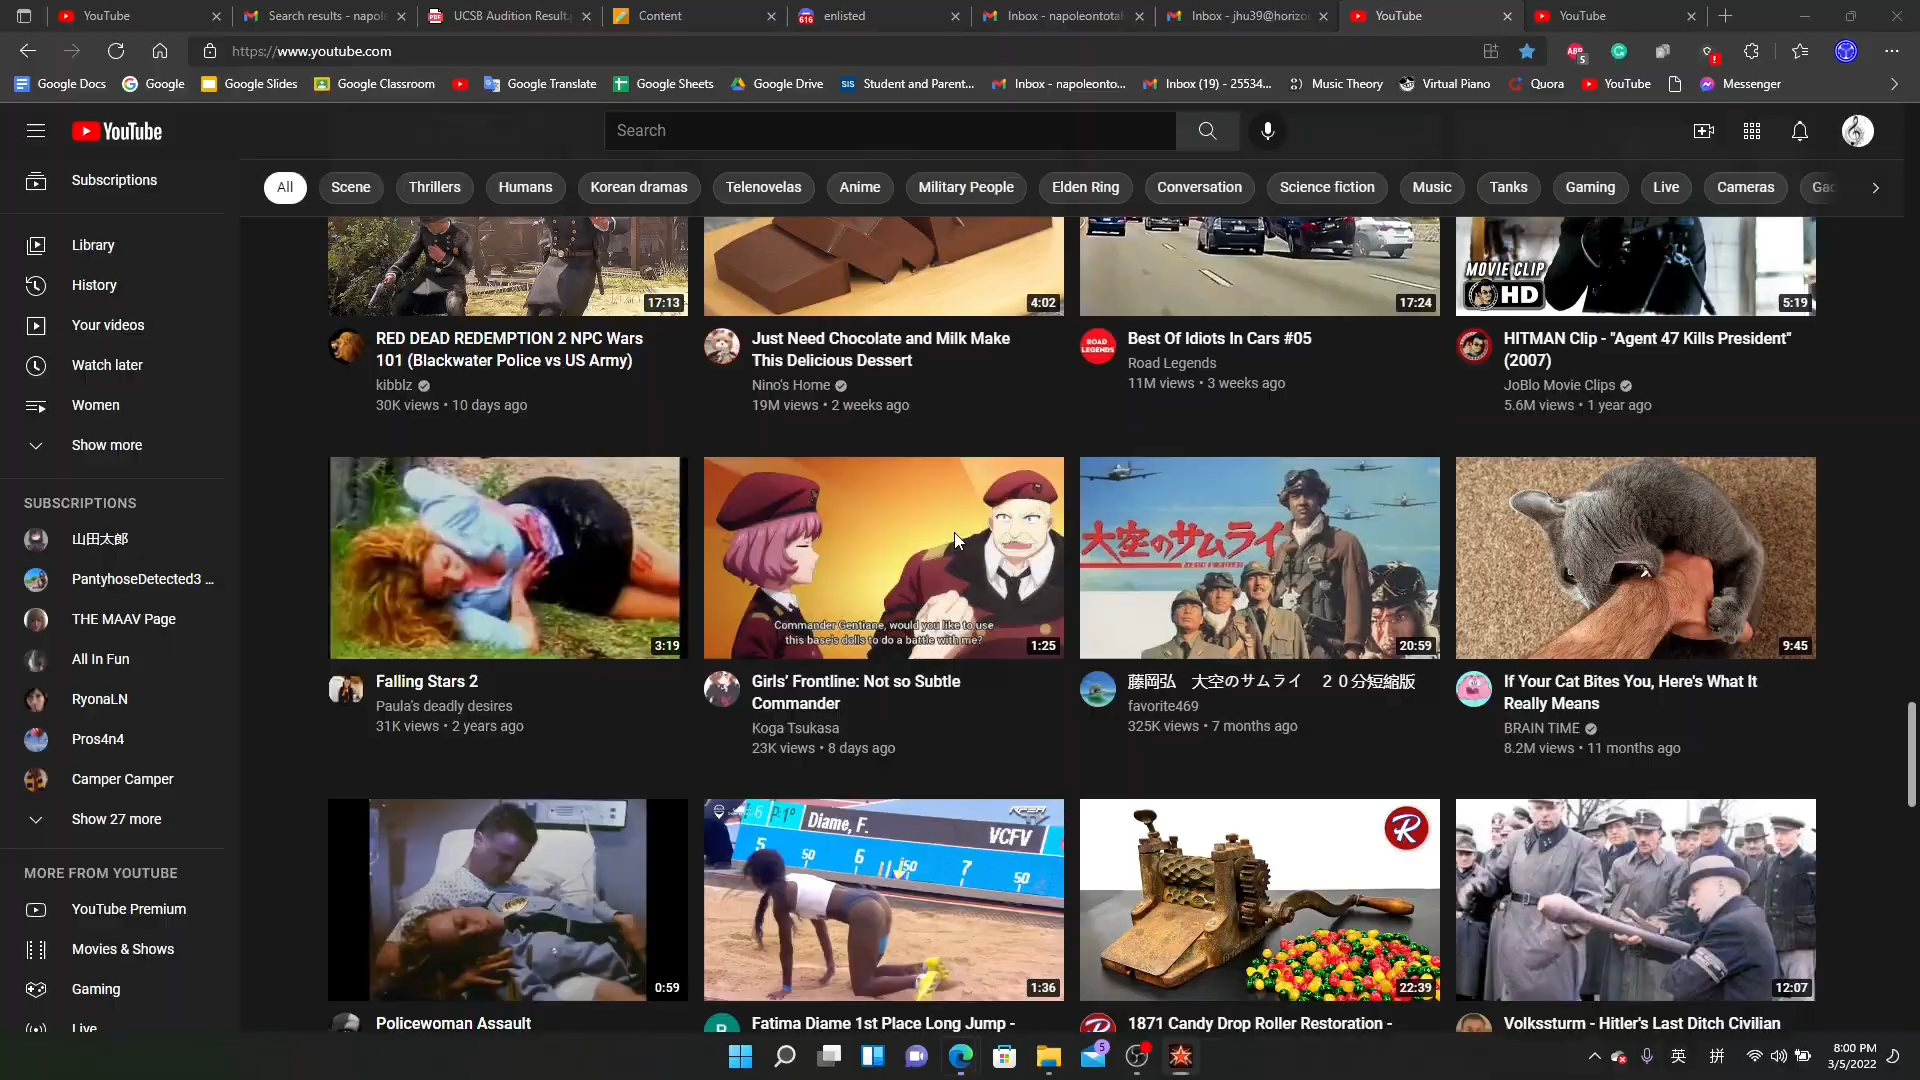 YouTube
Search results - napole
UCSB Audition Result.p
Content
enlisted
Inbox - napoleontotal
Inbox - jhu39@horizo
YouTube
YouTube
https://www.youtube.com
Google Docs
Google
Google Slides
Google Classroom
Google Translate
Google Sheets
Google Drive
SIS
Student and Parent...
Inbox - napoleonto...
Inbox (19) - 25534...
Music Theory
Virtual Piano
Quora
YouTube
Messenger
YouTube
Search
Subscriptions
Library
History
Your videos
Watch later
Women
Show more
SUBSCRIPTIONS
山田太郎
PantyhoseDetected3 ...
THE MAAV Page
All In Fun
RyonaLN
Pros4n4
Camper Camper
Show 27 more
MORE FROM YOUTUBE
YouTube Premium
Movies & Shows
Gaming
Live
All
Scene
Thrillers
Humans
Korean dramas
Telenovelas
Anime
Military People
Elden Ring
Conversation
Science fiction
Music
Tanks
Gaming
Live
Cameras
17:13
RED DEAD REDEMPTION 2 NPC Wars
101 (Blackwater Police vs US Army)
kibblz
30K views • 10 days ago
4:02
Just Need Chocolate and Milk Make
This Delicious Dessert
Nino's Home
19M views • 2 weeks ago
17:24
ROAD
LEGENDS
Best Of Idiots In Cars #05
Road Legends
11M views • 3 weeks ago
MOVIE CLIP
HD
5:19
HITMAN Clip - "Agent 47 Kills President"
(2007)
JoBlo Movie Clips
5.6M views • 1 year ago
3:19
Falling Stars 2
Paula's deadly desires
31K views • 2 years ago
Commander Gentiane, would you like to use
this base's dolls to do a battle with me?
1:25
Girls' Frontline: Not so Subtle
Commander
Koga Tsukasa
23K views • 8 days ago
大空のサムライ
20:59
藤岡弘　大空のサムライ　２０分短縮版
favorite469
325K views • 7 months ago
9:45
If Your Cat Bites You, Here's What It
Really Means
BRAIN TIME
8.2M views • 11 months ago
0:59
Policewoman Assault
Diame, F.
VCFV
5
50
6
7
50
1:36
Fatima Diame 1st Place Long Jump -
R
22:39
1871 Candy Drop Roller Restoration -
12:07
Volkssturm - Hitler's Last Ditch Civilian
5
英
拼
8:00 PM
3/5/2022